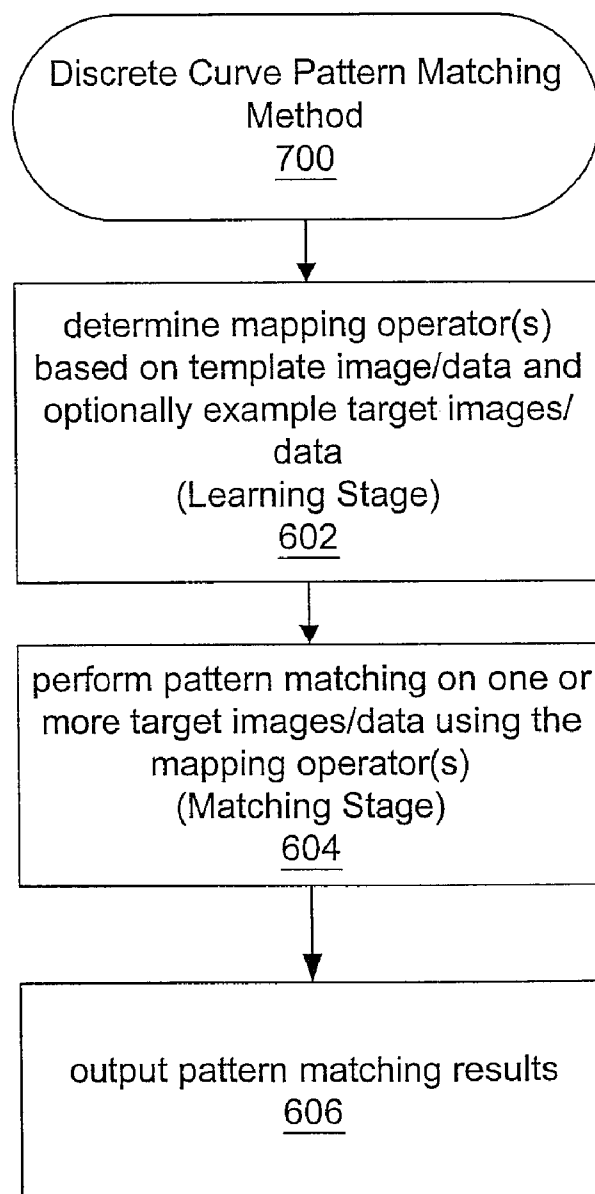 Discrete Curve Pattern Matching
Method
700
determine mapping operator(s)
based on template image/data and
optionally example target images/
data
(Learning Stage)
602
perform pattern matching on one or
more target images/data using the
mapping operator(s)
(Matching Stage)
604
output pattern matching results
606